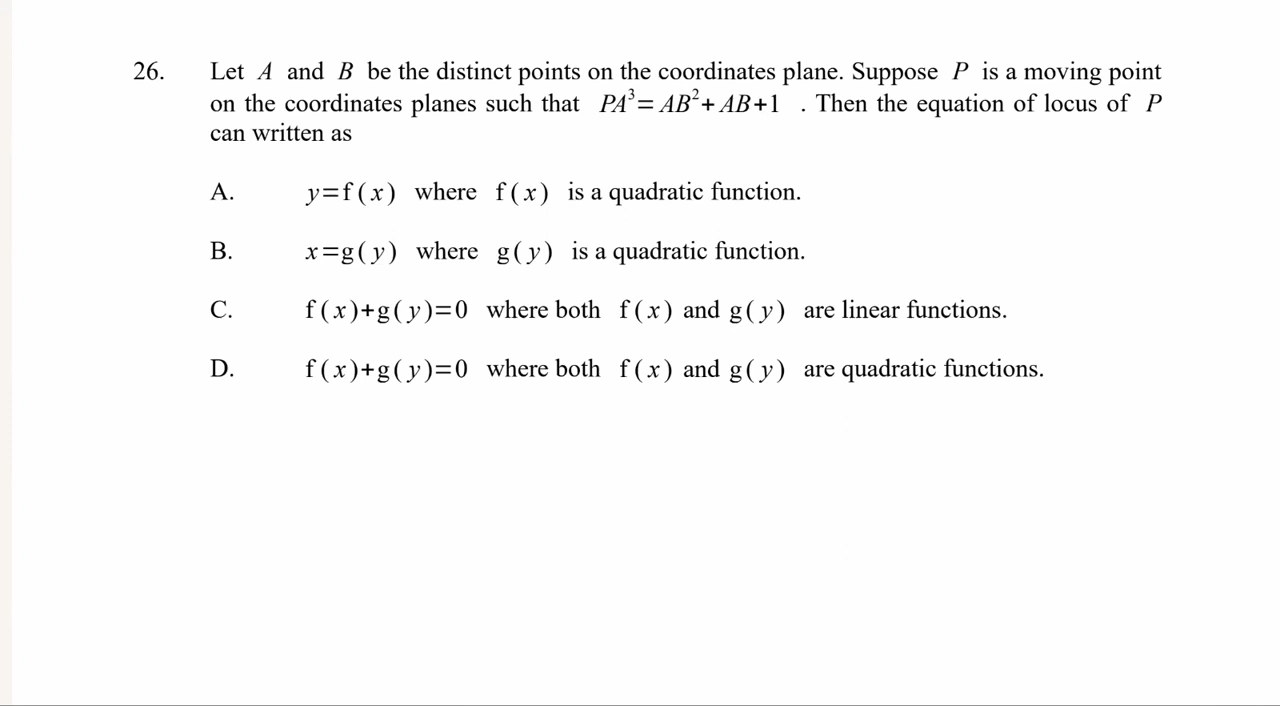 26. Let A and B be the distinct points on the coordinates plane. Suppose P is a moving point
on the coordinates planes such that PA³= AB²+ AB+1 . Then the equation of locus of P
can written as
A. y=f(x) where f(x) is a quadratic function.
B. x=g(y) where g(y) is a quadratic function.
C. f(x)+g(y)=0 where both f(x) and g(y) are linear functions.
D. f(x)+g(y)=0 where both f(x) and g(y) are quadratic functions.